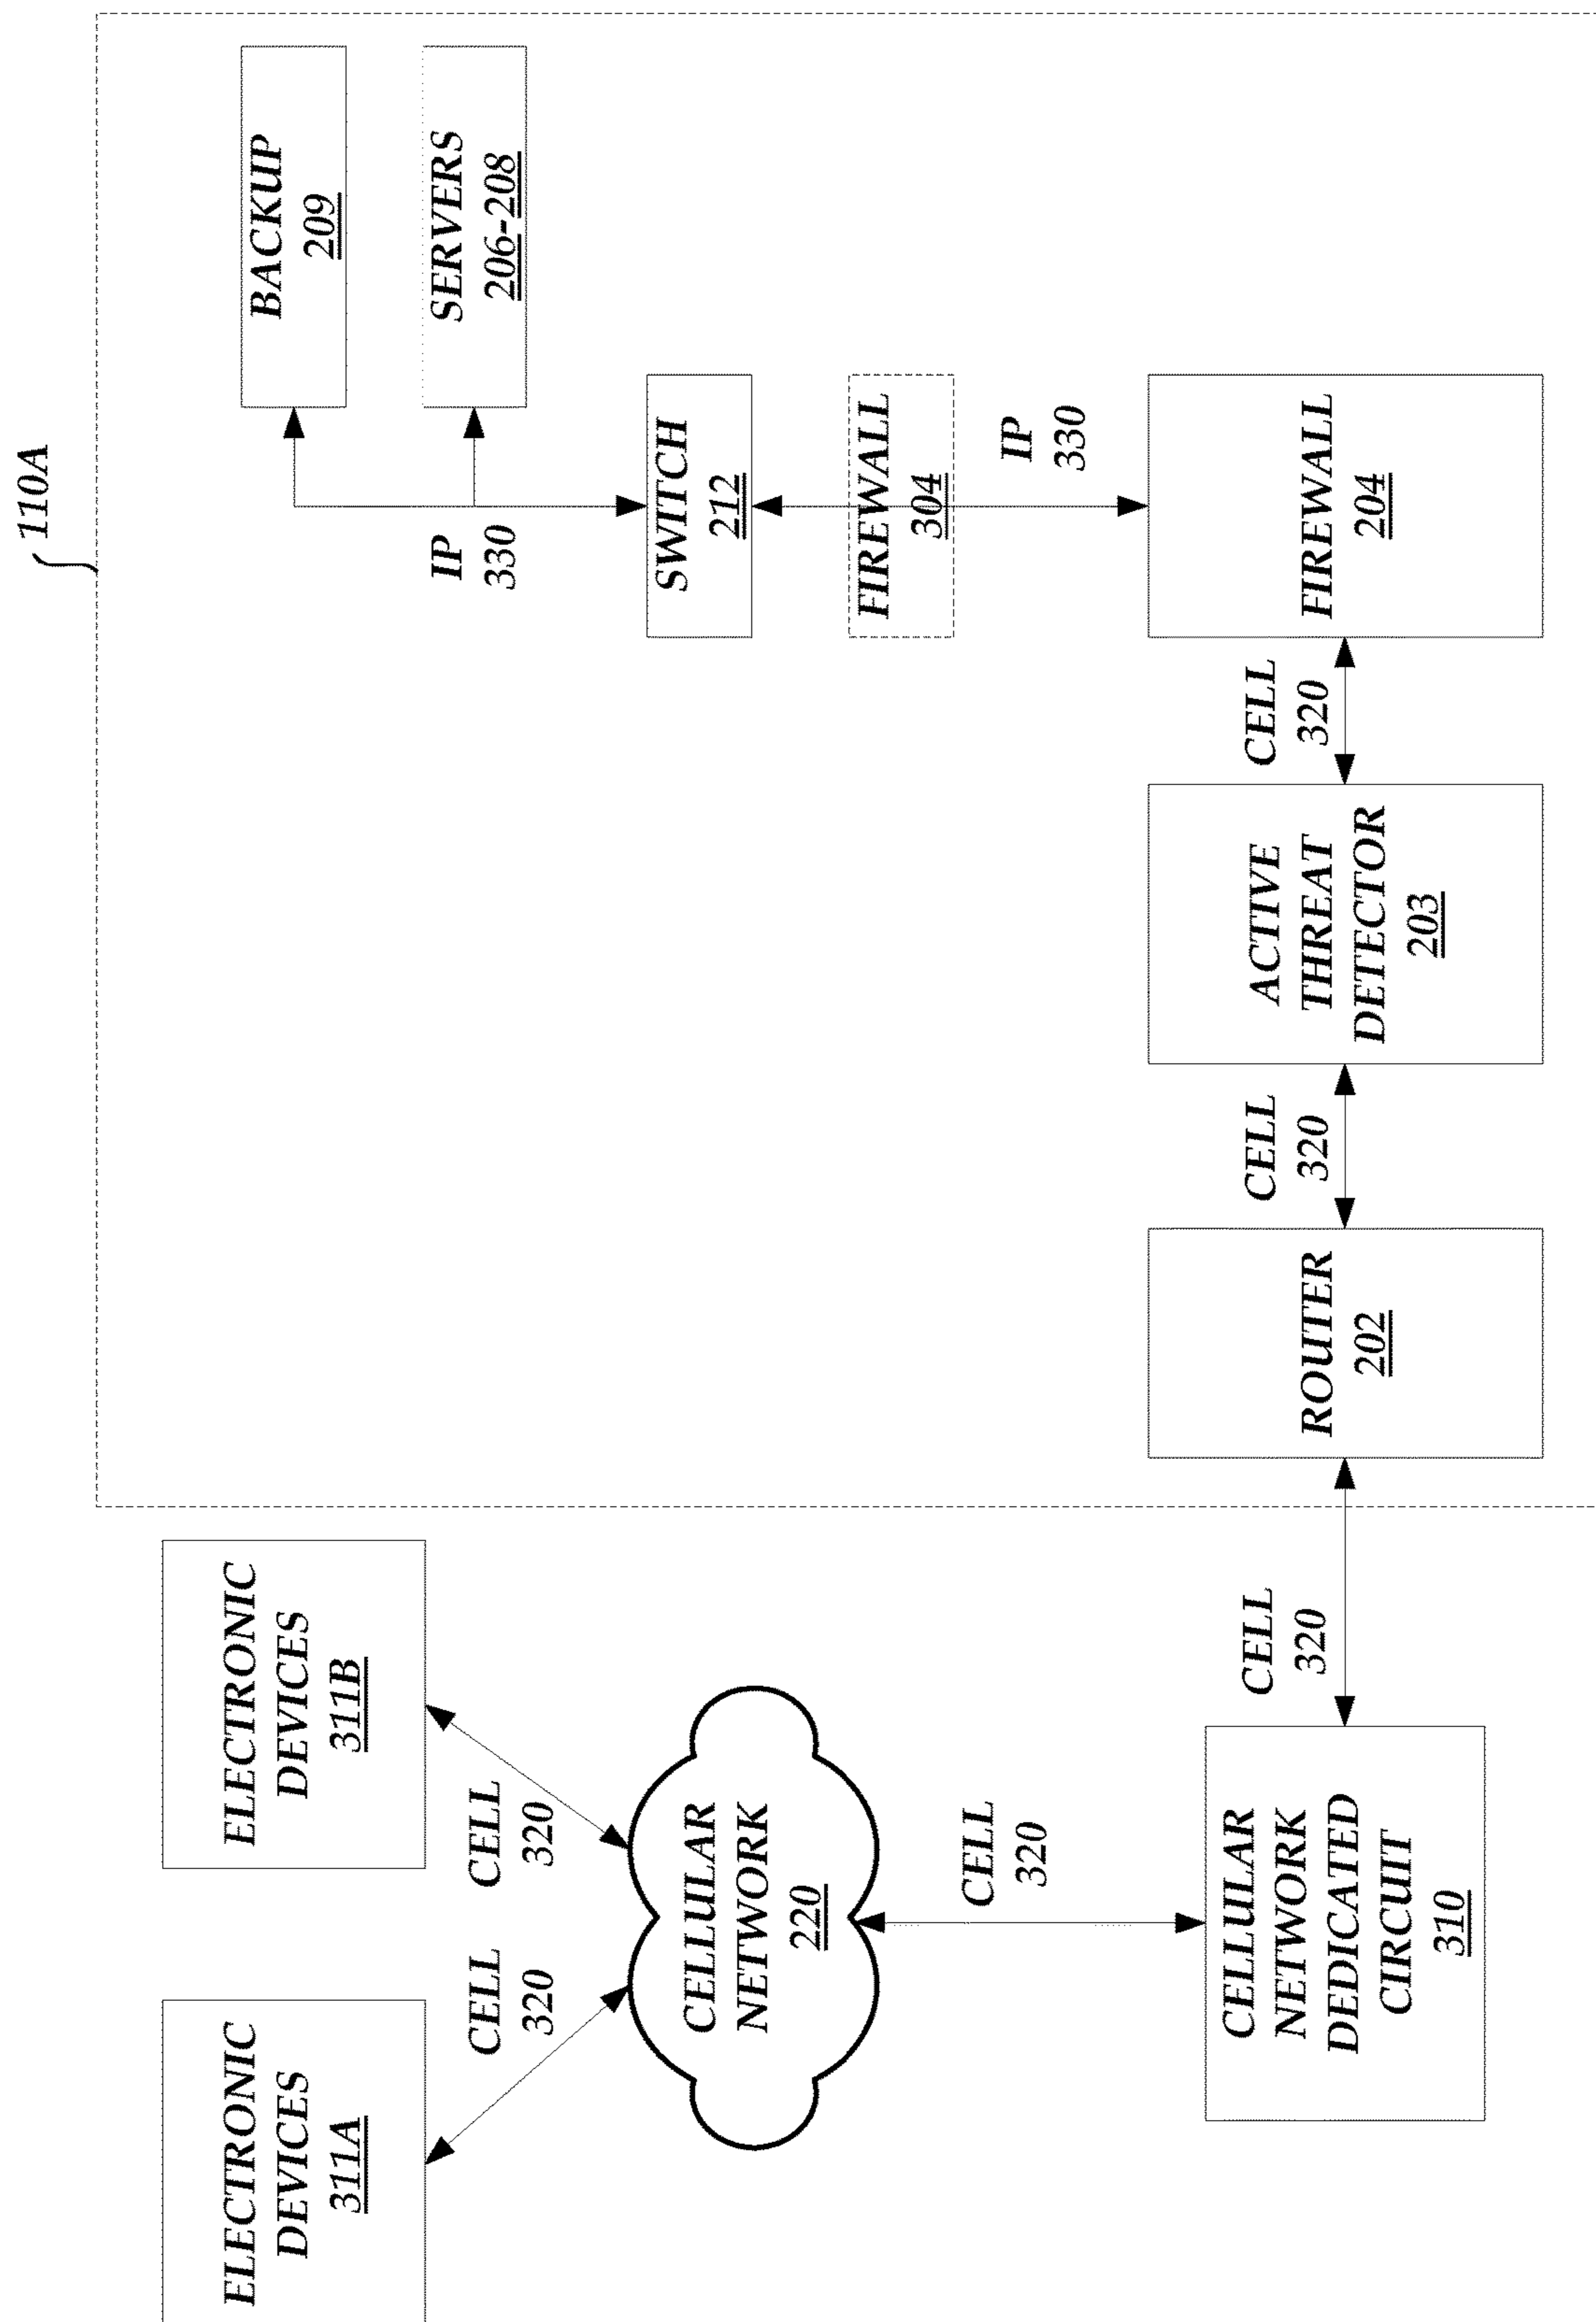 110A
ELECTRONIC
DEVICES
311A
ELECTRONIC
DEVICES
311B
CELL
320
CELL
320
CELLULAR
NETWORK
220
CELL
320
CELLULAR
NETWORK
DEDICATED
CIRCUIT
310
CELL
320
ROUTER
202
CELL
320
ACTIVE
THREAT
DETECTOR
203
CELL
320
FIREWALL
204
IP
330
FIREWALL
304
SWITCH
212
IP
330
SERVERS
206-208
BACKUP
209